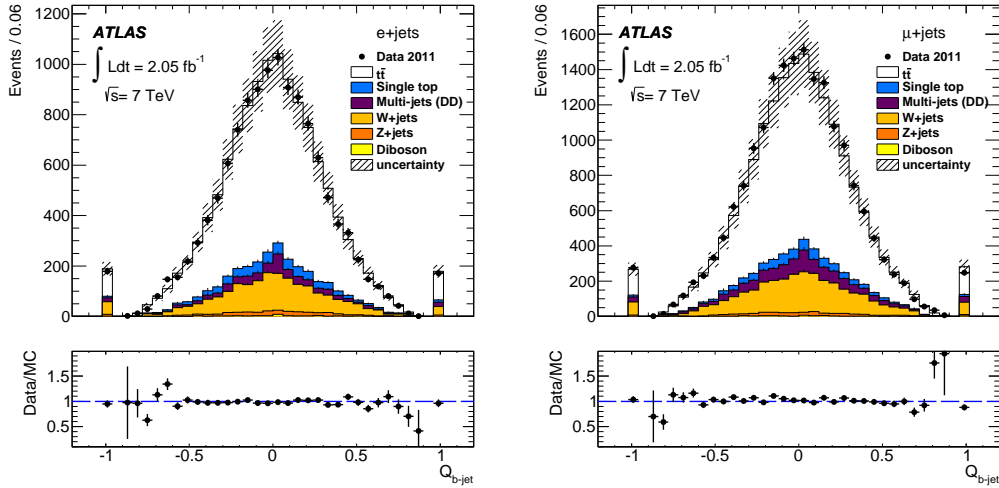 Events / 0.06
ATLAS
e+jets
∫ Ldt = 2.05 fb⁻¹
√s= 7 TeV
Data 2011
tt̄
Single top
Multi-jets (DD)
W+jets
Z+jets
Diboson
uncertainty
1200
1000
800
600
400
200
0
Data/MC
1.5
1
0.5
-1 -0.5 0 0.5 1
Q b-jet
Events / 0.06
ATLAS
μ+jets
∫ Ldt = 2.05 fb⁻¹
√s= 7 TeV
Data 2011
tt̄
Single top
Multi-jets (DD)
W+jets
Z+jets
Diboson
uncertainty
1600
1400
1200
1000
800
600
400
200
0
Data/MC
1.5
1
0.5
-1 -0.5 0 0.5 1
Q b-jet